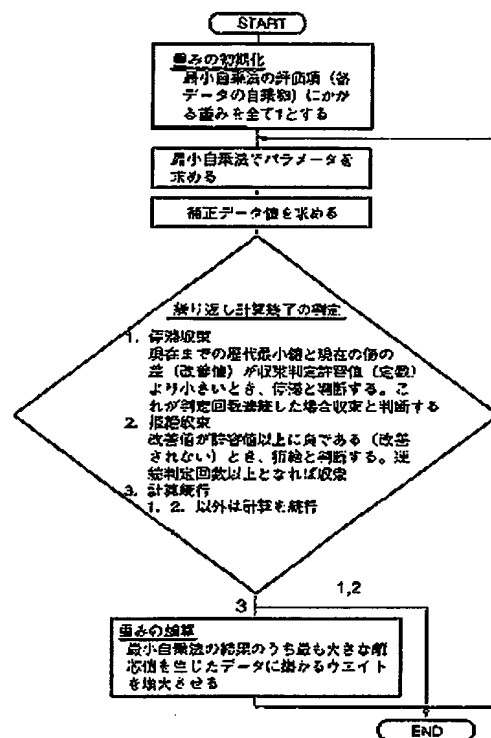 START
重みの初期化
最小自乗法の評価項（各
データの自乗物）にかか
る重みを全て1とする
最小自乗法でパラメータを
求める
補正データ値を求める
繰り返し計算終了の判定
1. 停滞収束
現在までの歴代最小値と現在の値の
差（改善値）が収束判定許容値（定数）
より小さいとき、停滞と判断する。こ
れが判定回数連続した場合収束と判断する
2. 収束
改善値が許容値以上に負である（改善
されない）とき、と判断する。連
続判定回数以上となれば収束
3. 計算続行
1、2、以外は計算を続行
3
1,2
重みの加算
最小自乗法の結果のうち最も大きな
値を生じたデータに掛かるウエイト
を増大させる
END